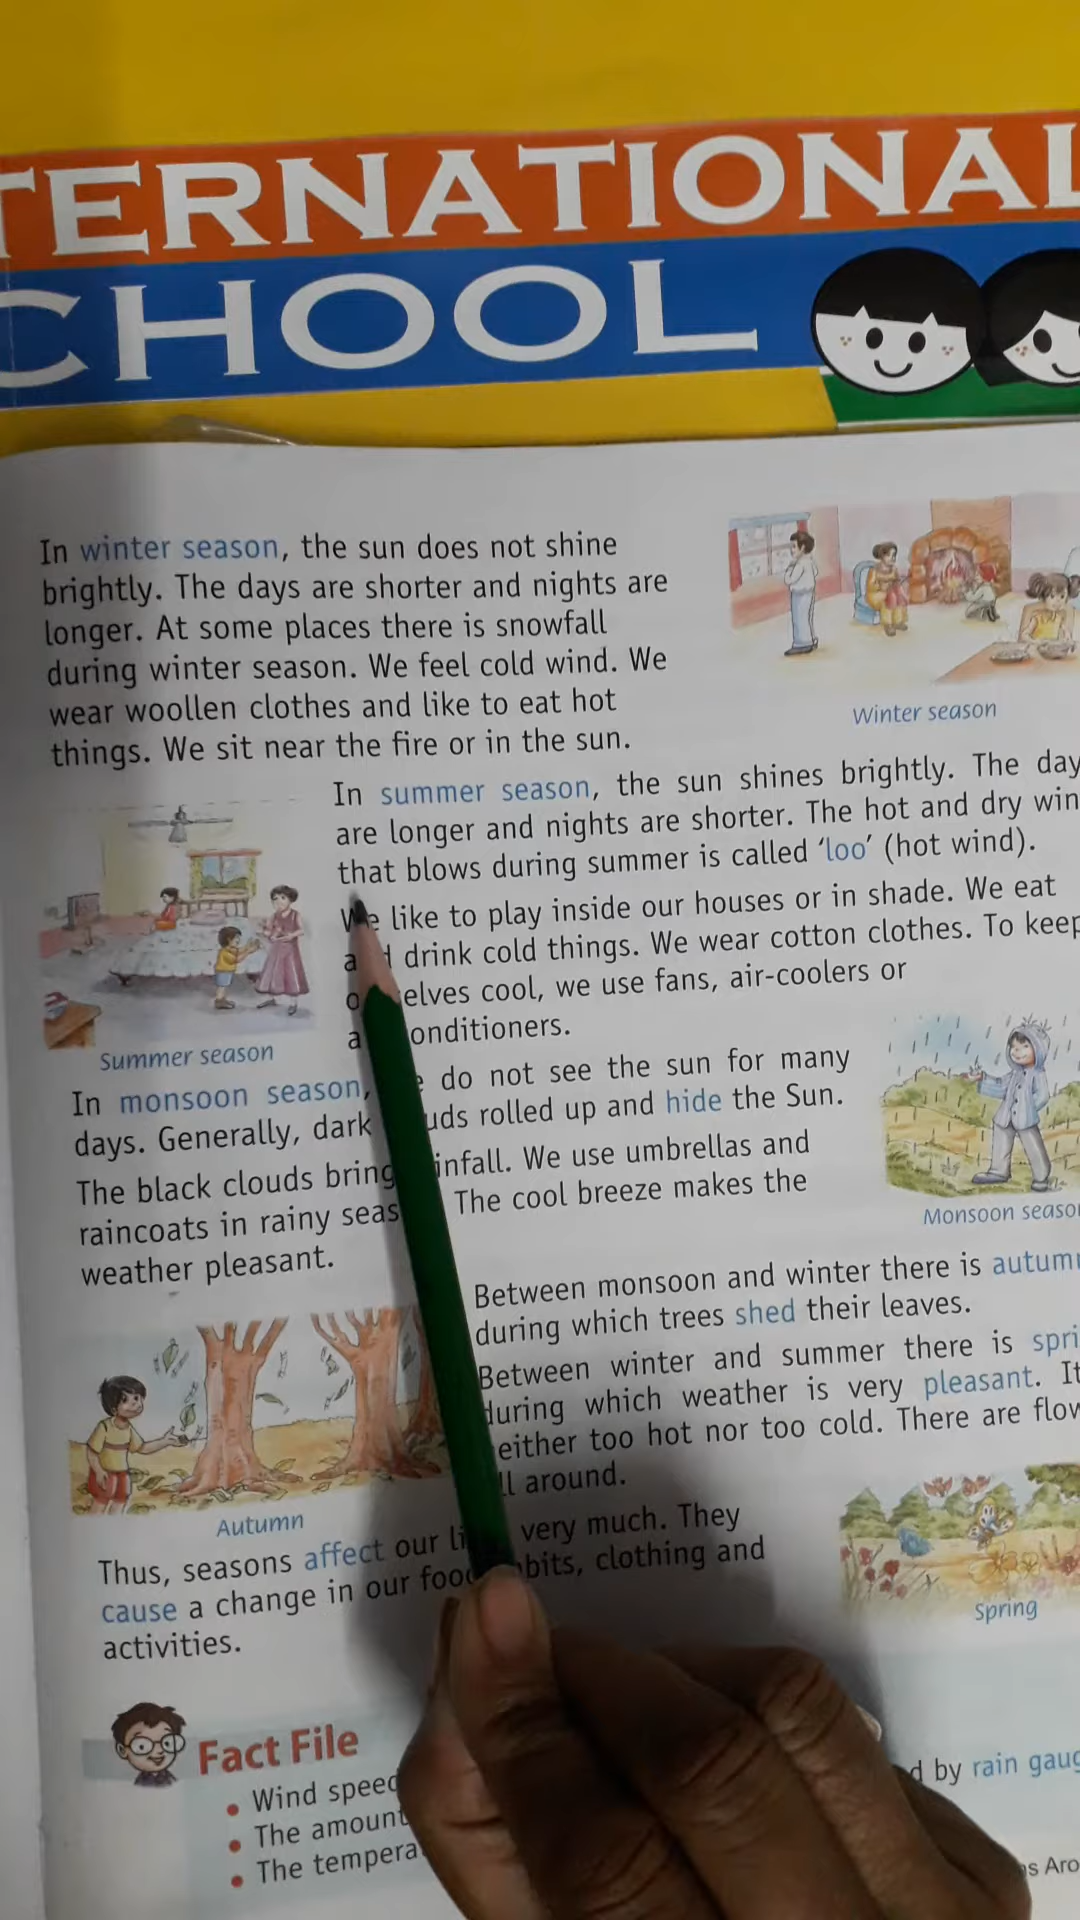 TERNATIONAL
CHOOL
In winter season, the sun does not shine
brightly. The days are shorter and nights are
longer. At some places there is snowfall
during winter season. We feel cold wind. We
wear woollen clothes and like to eat hot
things. We sit near the fire or in the sun.
Winter season
In summer season, the sun shines brightly. The day
are longer and nights are shorter. The hot and dry win
that blows during summer is called ‘loo’ (hot wind).
We like to play inside our houses or in shade. We eat
drink cold things. We wear cotton clothes. To keep
elves cool, we use fans, air-coolers or
onditioners.
Summer season
In monsoon season, do not see the sun for many
days. Generally, dark uds rolled up and hide the Sun.
The black clouds bring infall. We use umbrellas and
raincoats in rainy seas The cool breeze makes the
weather pleasant.
Monsoon seaso
Between monsoon and winter there is autum
during which trees shed their leaves.
Between winter and summer there is spri
during which weather is very pleasant. It
either too hot nor too cold. There are flow
ll around.
Autumn
Spring
Thus, seasons affect our li very much. They
cause a change in our food bits, clothing and
activities.
Fact File
• Wind speed
• The amount
d by rain gaug
• The tempera
s Aro